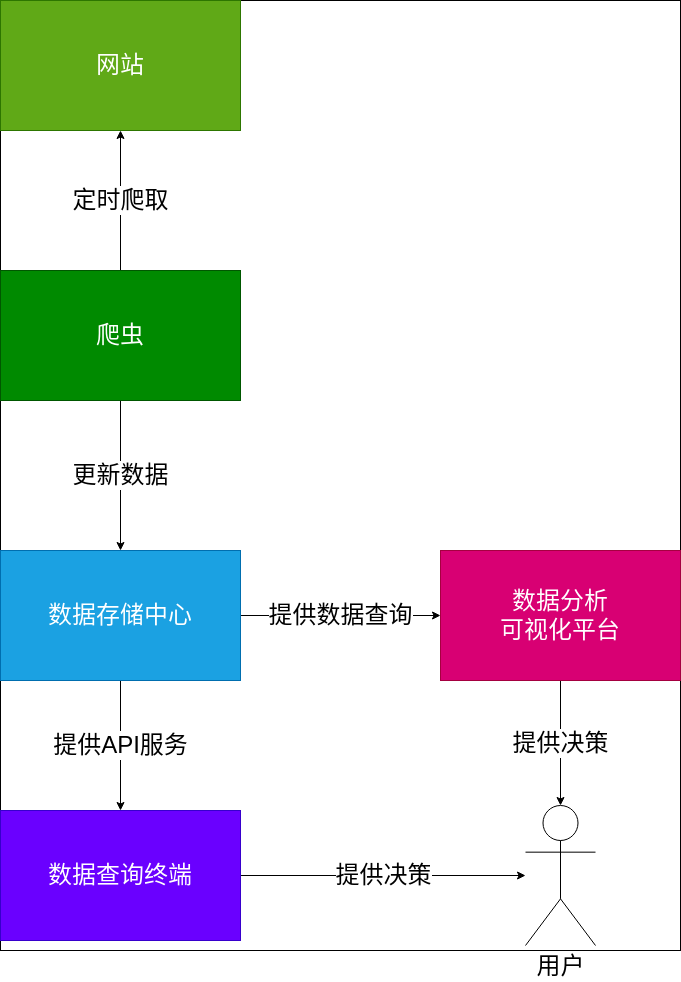 网站
定时爬取
爬虫
更新数据
数据存储中心
提供数据查询
数据分析
可视化平台
提供API服务
提供决策
数据查询终端
提供决策
用户